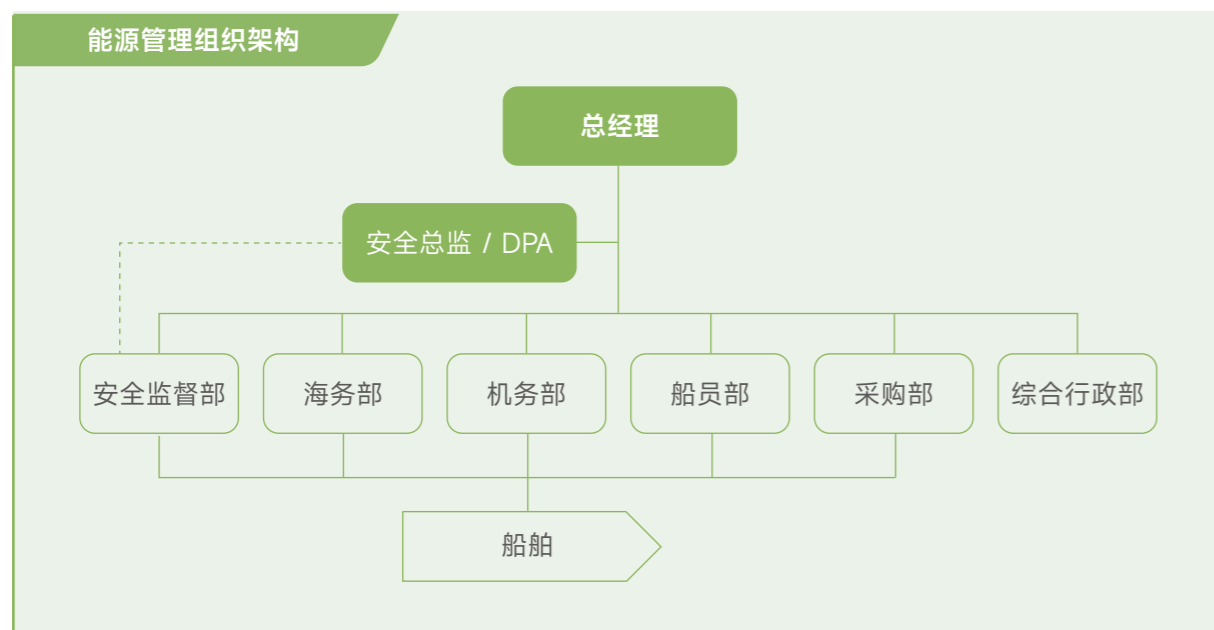 能源管理组织架构
总经理
安全总监 / DPA
安全监督部
海务部
机务部
船员部
采购部
综合行政部
船舶